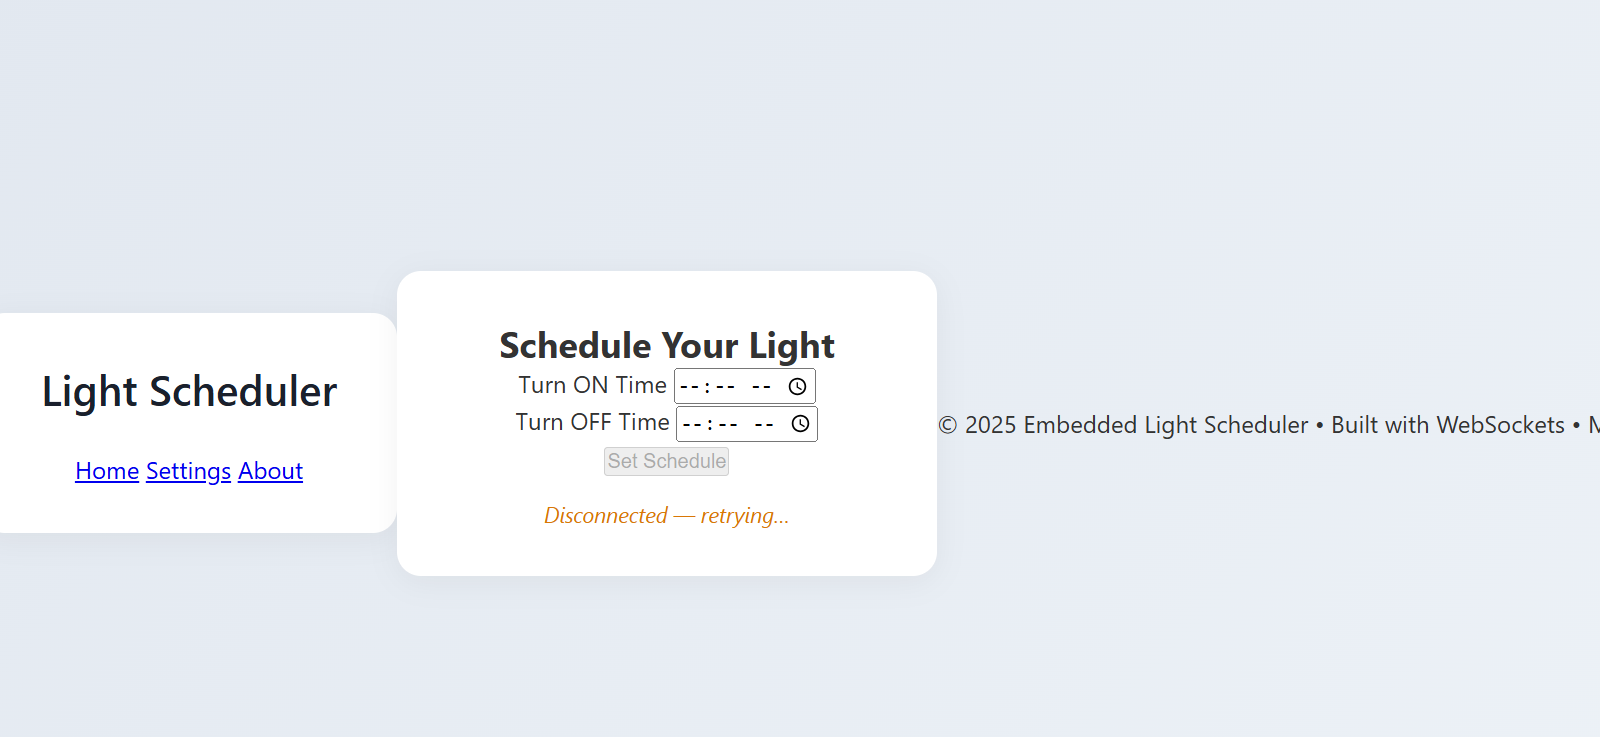 Light Scheduler
Home Settings About
Schedule Your Light
Turn ON Time --:-- --
Turn OFF Time --:-- --
Set Schedule
Disconnected — retrying...
© 2025 Embedded Light Scheduler • Built with WebSockets •